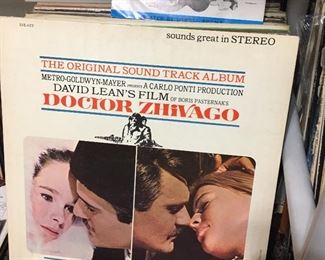 sounds great in STEREO
THE ORIGINAL SOUND TRACK ALBUM
METRO-GOLDWYN-MAYER PRESENTS A CARLO PONTI PRODUCTION
DAVID LEAN'S FILM OF BORIS PASTERNAK'S
DOCTOR ZHIVAGO